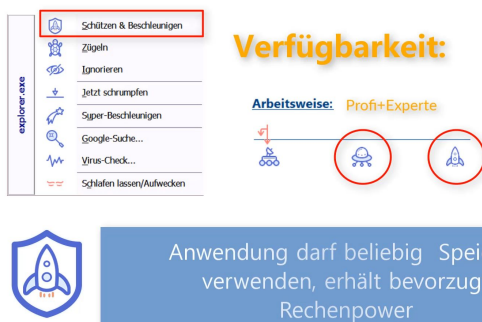 explorer.exe
Schützen & Beschleunigen
Zügeln
Ignorieren
Jetzt schrumpfen
Super-Beschleunigen
Google-Suche...
Virus-Check...
Schlafen lassen/Aufwecken
Verfügbarkeit:
Arbeitsweise: Profi+Experte
Anwendung darf beliebig Spei
verwenden, erhält bevorzug
Rechenpower